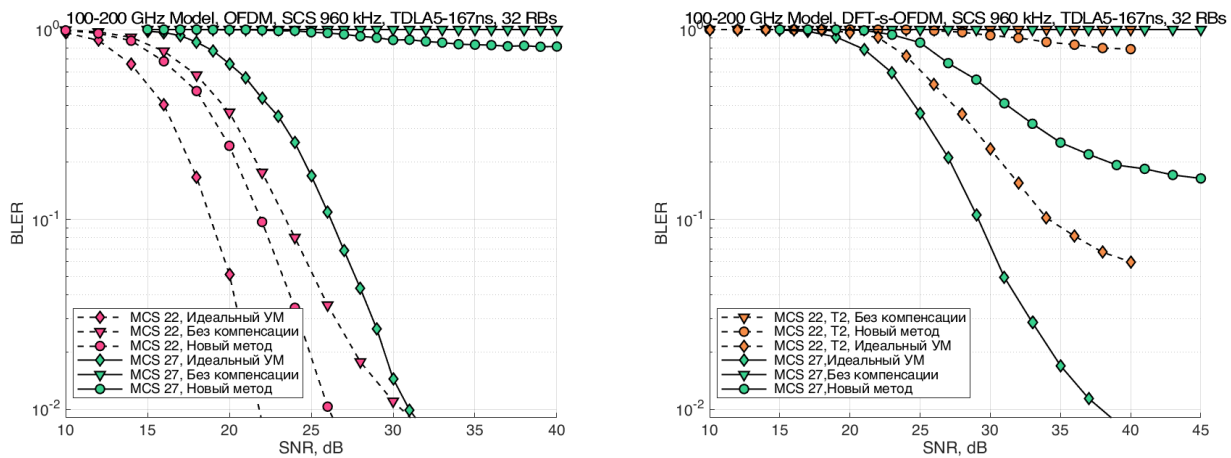 100-200 GHz Model, OFDM, SCS 960 kHz, TDLA5-167ns, 32 RBs
10^0
10^-1
10^-2
BLER
MCS 22, Идеальный УМ
MCS 22, Без компенсации
MCS 22, Новый метод
MCS 27, Идеальный УМ
MCS 27, Без компенсации
MCS 27, Новый метод
10 15 20 25 30 35 40
SNR, dB
100-200 GHz Model, DFT-s-OFDM, SCS 960 kHz, TDLA5-167ns, 32 RBs
10^0
10^-1
10^-2
BLER
MCS 22, T2, Без компенсации
MCS 22, T2, Новый метод
MCS 22, T2, Идеальный УМ
MCS 27,Идеальный УМ
MCS 27,Без компенсации
MCS 27,Новый метод
10 15 20 25 30 35 40 45
SNR, dB